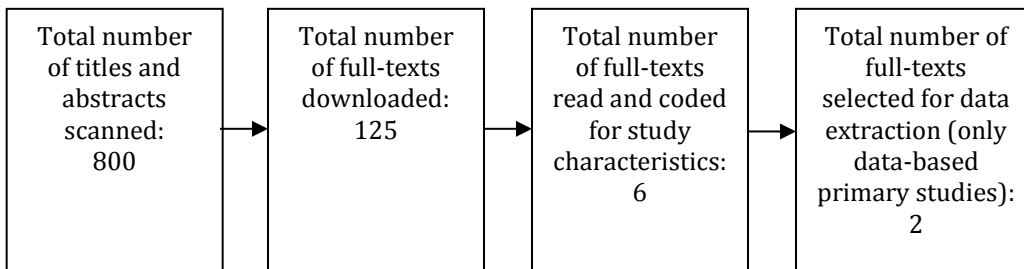 Total number
of titles and
abstracts
scanned:
800
Total number
of full-texts
downloaded:
125
Total number
of full-texts
read and coded
for study
characteristics:
6
Total number of
full-texts
selected for data
extraction (only
data-based
primary studies):
2